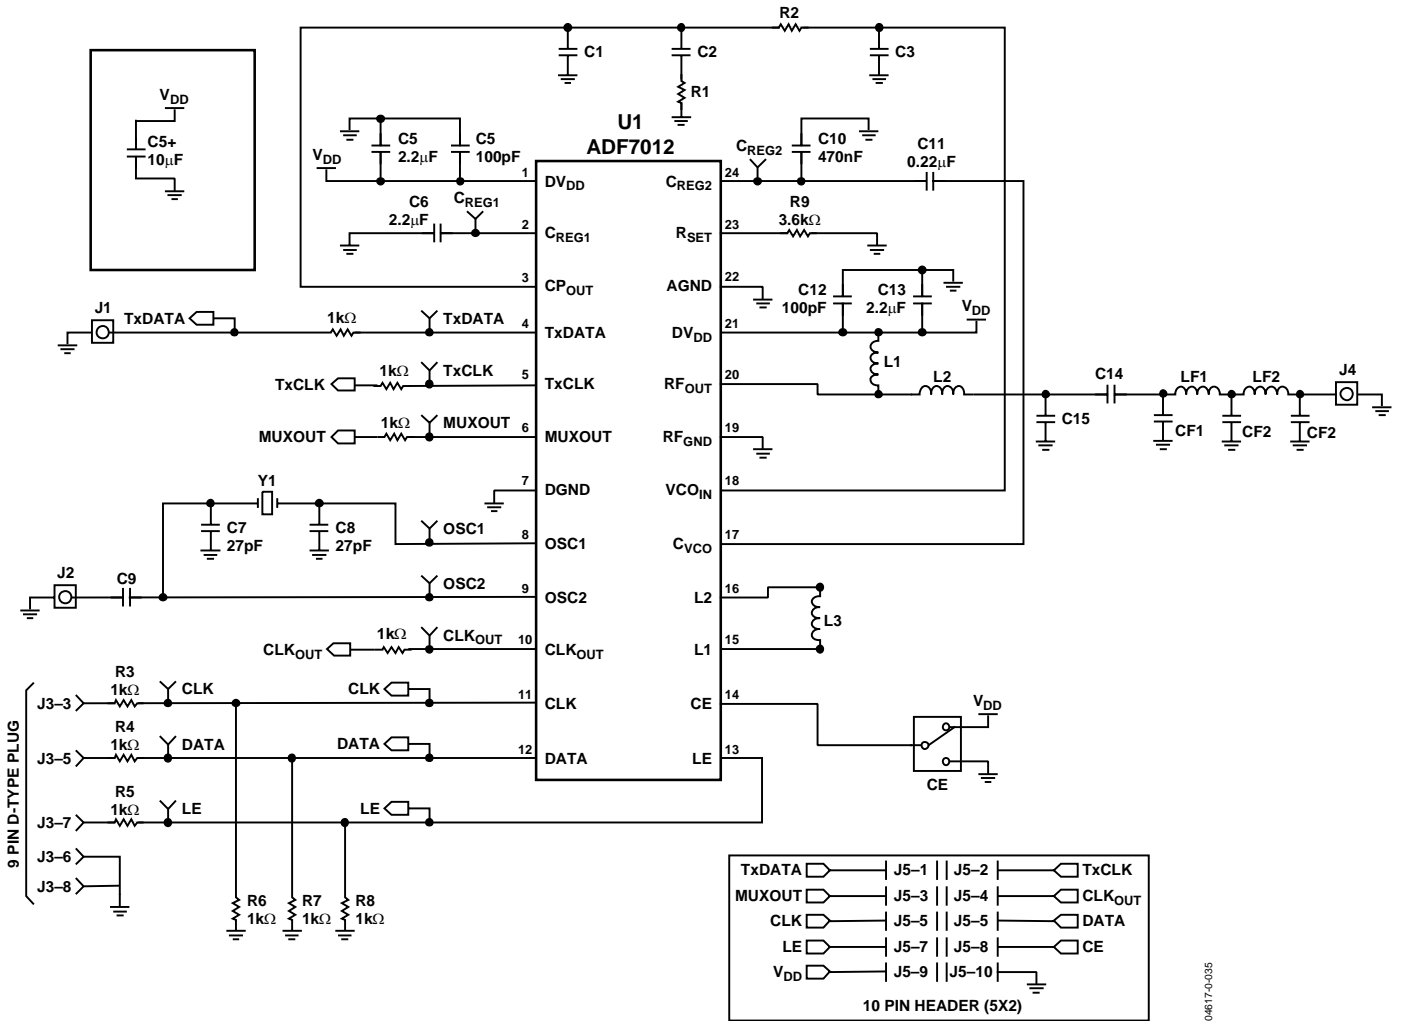 R2
C1
C2
C3
R1
VDD
C5+
10µF
U1
ADF7012
VDD
C5
2.2µF
C5
100pF
C6
2.2µF
CREG1
CREG2
C10
470nF
C11
0.22µF
R9
3.6kΩ
C12
100pF
C13
2.2µF
VDD
1 DVDD
2 CREG1
3 CPOUT
4 TxDATA
5 TxCLK
6 MUXOUT
7 DGND
8 OSC1
9 OSC2
10 CLKOUT
11 CLK
12 DATA
24 CREG2
23 RSET
22 AGND
21 DVDD
20 RFOUT
19 RFGND
18 VCOIN
17 CVCO
16 L2
15 L1
14 CE
13 LE
J1
TxDATA
1kΩ
TxDATA
TxCLK
1kΩ
TxCLK
MUXOUT
1kΩ
MUXOUT
Y1
C7
27pF
C8
27pF
OSC1
J2
C9
OSC2
CLKOUT
1kΩ
CLKOUT
L1
L2
C14
C15
LF1
LF2
CF1
CF2
CF2
J4
L3
VDD
CE
9 PIN D-TYPE PLUG
J3–3
R3
1kΩ
CLK
CLK
J3–5
R4
1kΩ
DATA
DATA
J3–7
R5
1kΩ
LE
LE
J3–6
J3–8
R6
1kΩ
R7
1kΩ
R8
1kΩ
TxDATA J5–1 J5–2 TxCLK
MUXOUT J5–3 J5–4 CLKOUT
CLK J5–5 J5–5 DATA
LE J5–7 J5–8 CE
VDD J5–9 J5–10
10 PIN HEADER (5X2)
04617-0-035